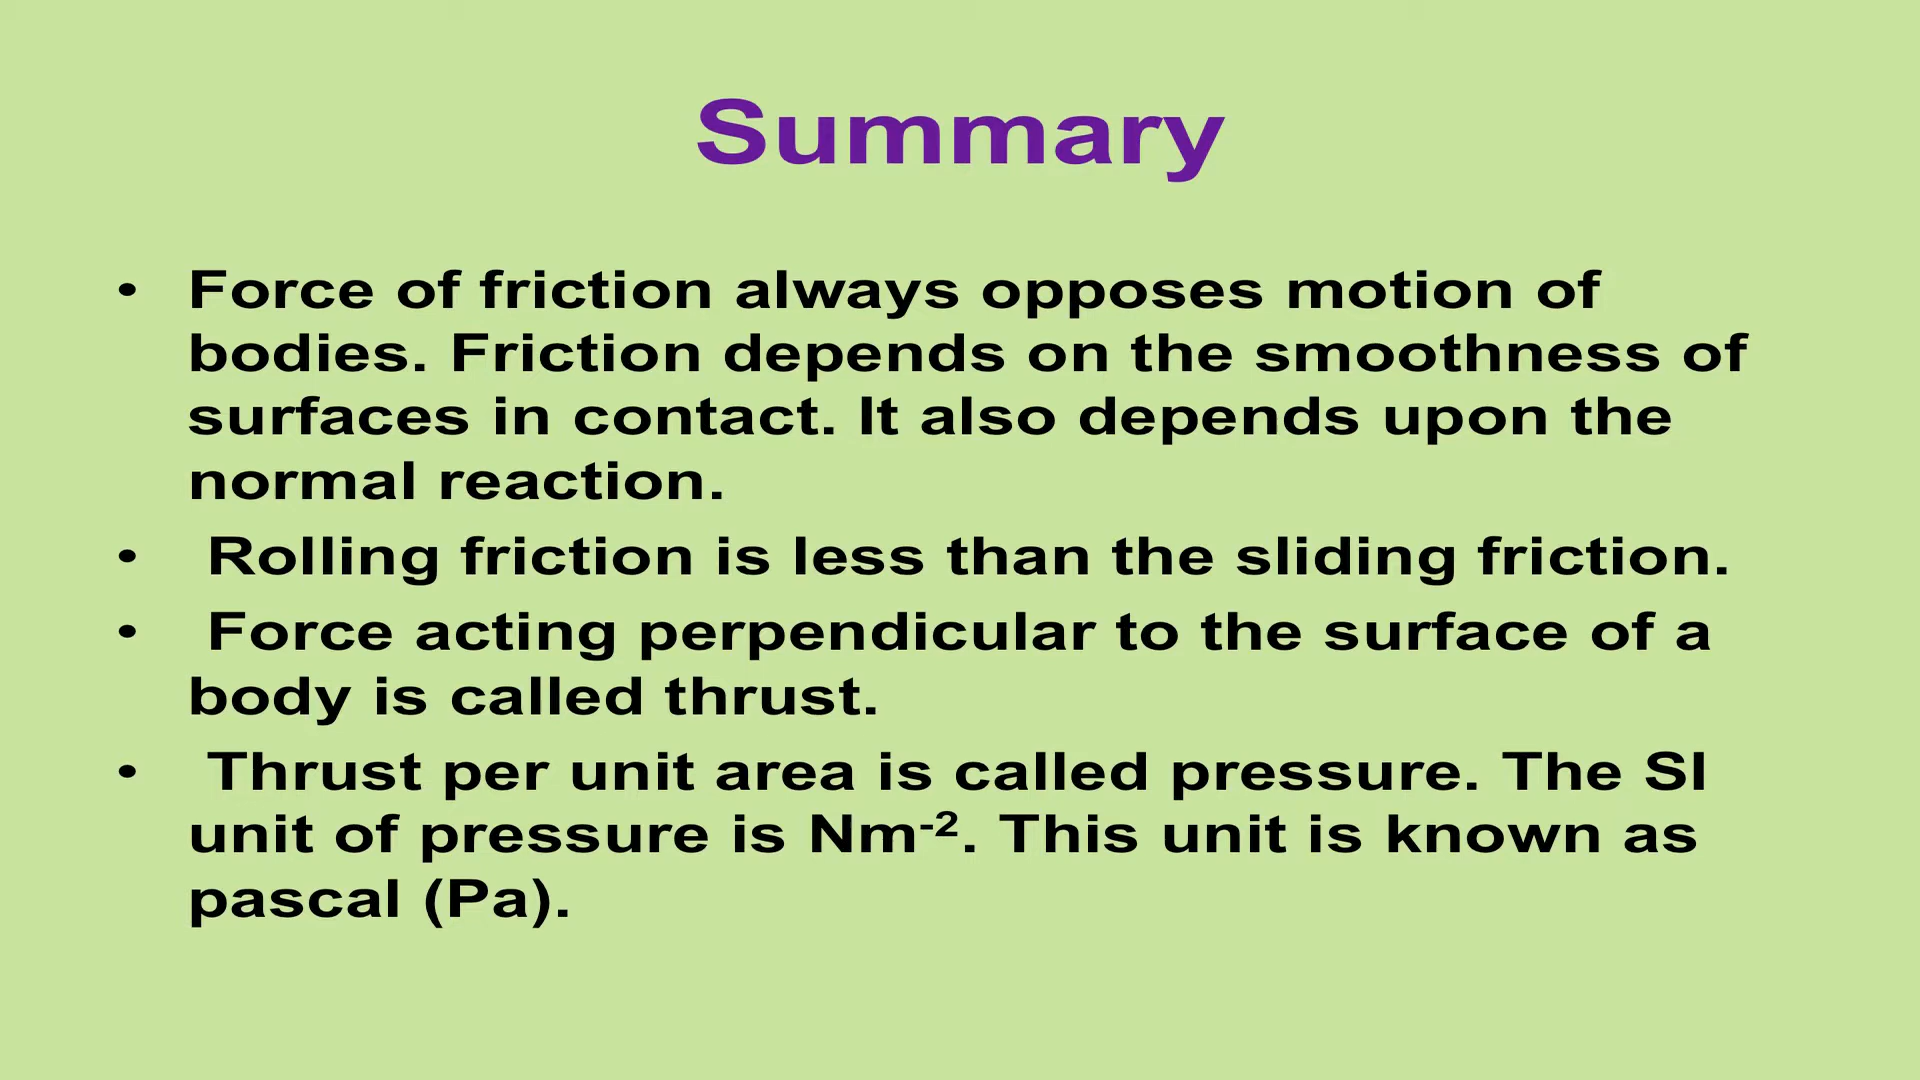 Summary
• Force of friction always opposes motion of
bodies. Friction depends on the smoothness of
surfaces in contact. It also depends upon the
normal reaction.
• Rolling friction is less than the sliding friction.
• Force acting perpendicular to the surface of a
body is called thrust.
• Thrust per unit area is called pressure. The SI
unit of pressure is Nm⁻². This unit is known as
pascal (Pa).